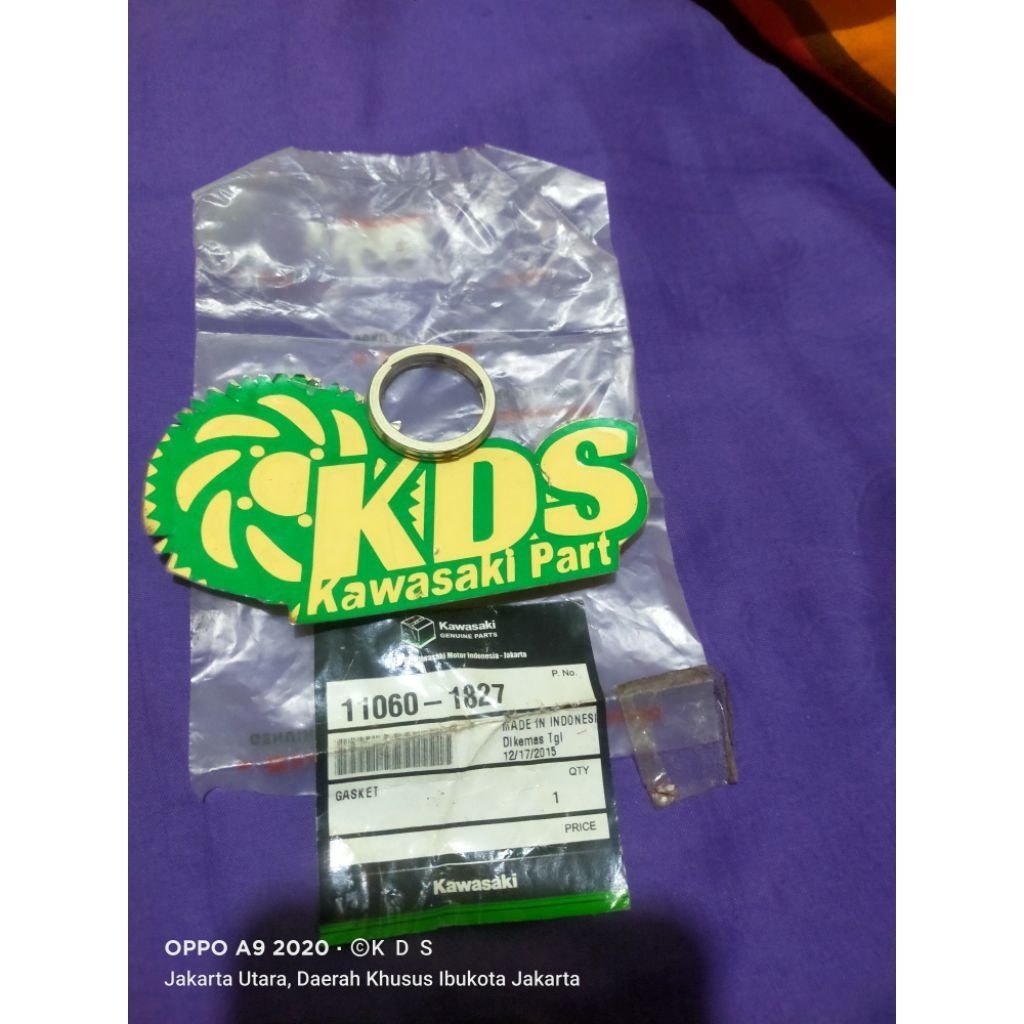 KDS
Kawasaki Part
Kawasaki
GENUINE PARTS
Motor Indonesia - Jakarta
P. No.
11060-1827
MADE IN INDONESI
Dikemas Tgl
12/17/2015
QTY
GASKET
1
PRICE
Kawasaki
OPPO A9 2020 · ©K D S
Jakarta Utara, Daerah Khusus Ibukota Jakarta